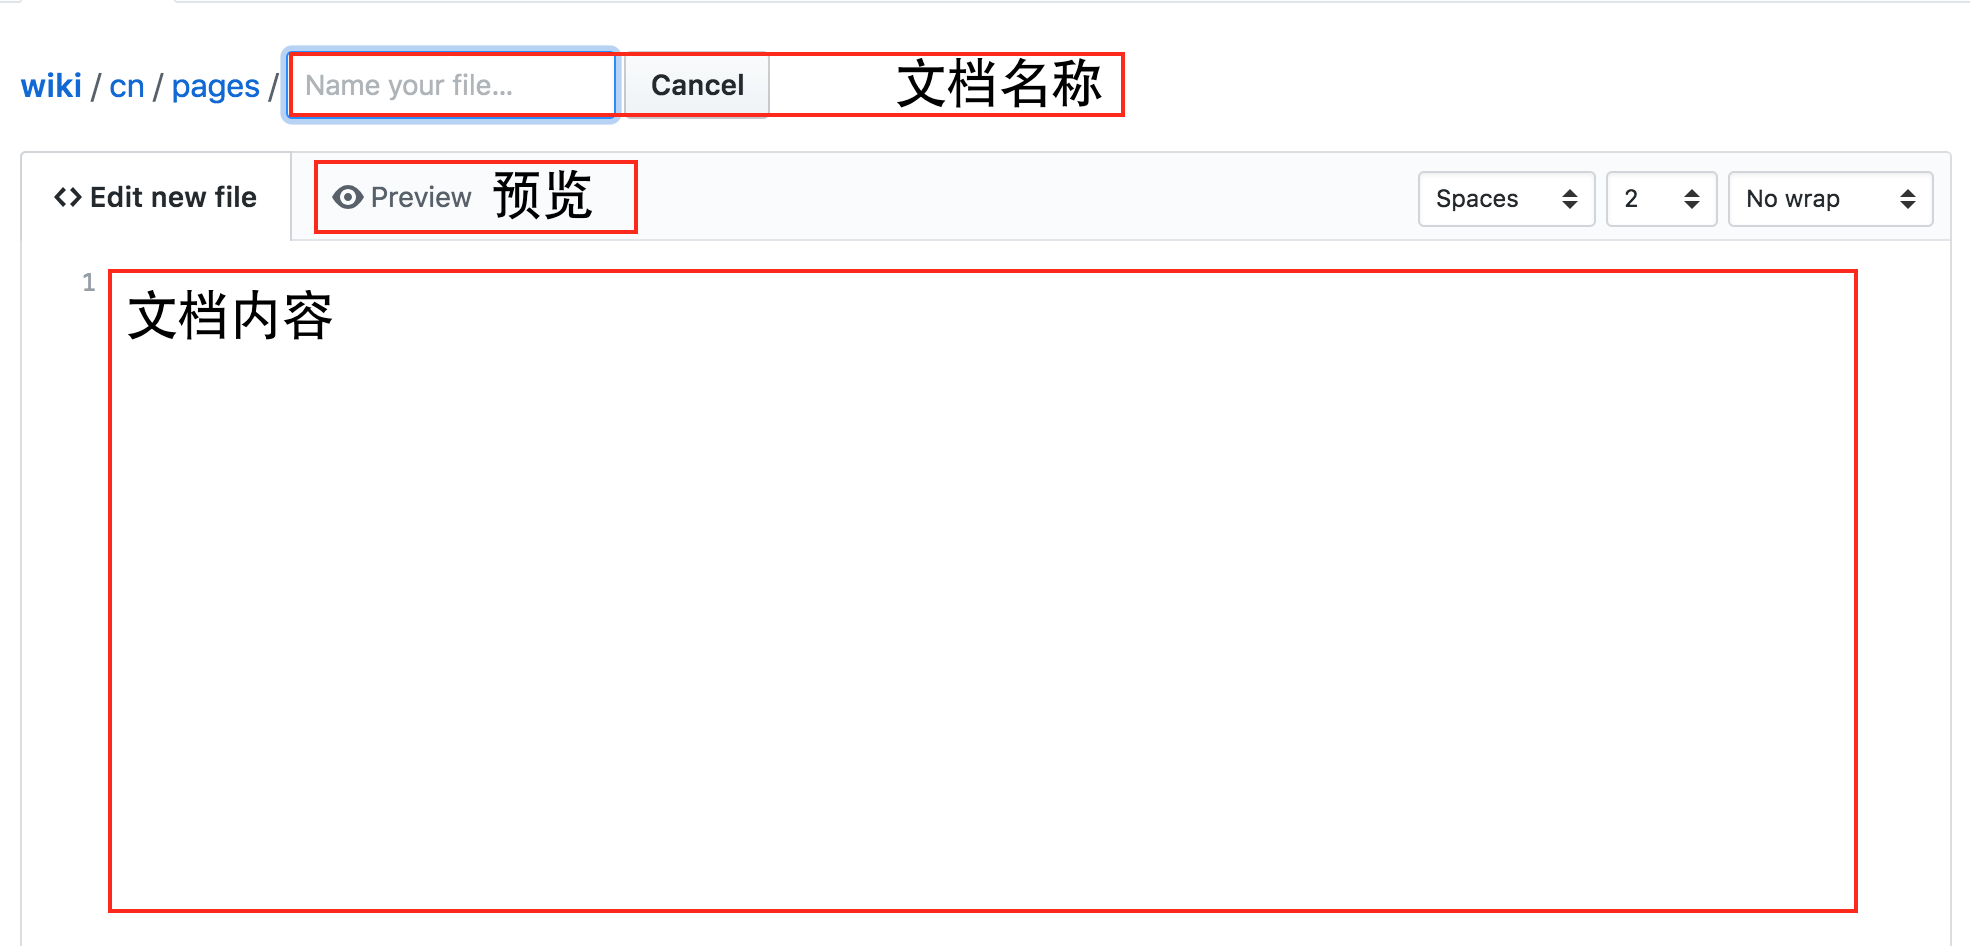 wiki / cn / pages / Name your file... Cancel 文档名称
<> Edit new file Preview 预览 Spaces 2 No wrap
1
文档内容